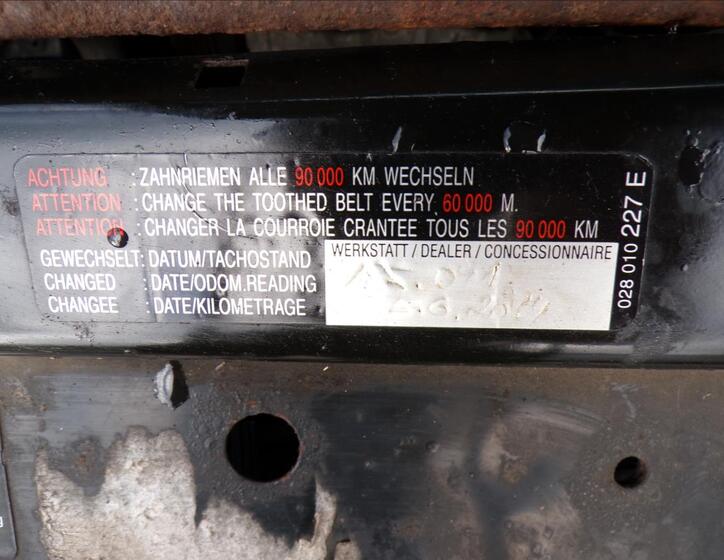 ACHTUNG : ZAHNRIEMEN ALLE 90 000 KM WECHSELN
ATTENTION : CHANGE THE TOOTHED BELT EVERY 60 000 M.
ATTENTION : CHANGER LA COURROIE CRANTEE TOUS LES 90 000 KM
GEWECHSELT: DATUM/TACHOSTAND
CHANGED : DATE/ODOM.READING
CHANGEE : DATE/KILOMETRAGE
WERKSTATT / DEALER / CONCESSIONNAIRE
028 010 227 E